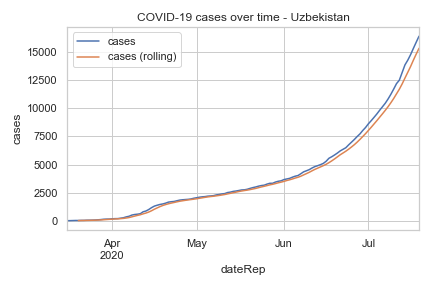 COVID-19 cases over time - Uzbekistan
cases
cases (rolling)
15000
12500
10000
7500
5000
2500
0
cases
Apr
2020
May
Jun
Jul
dateRep